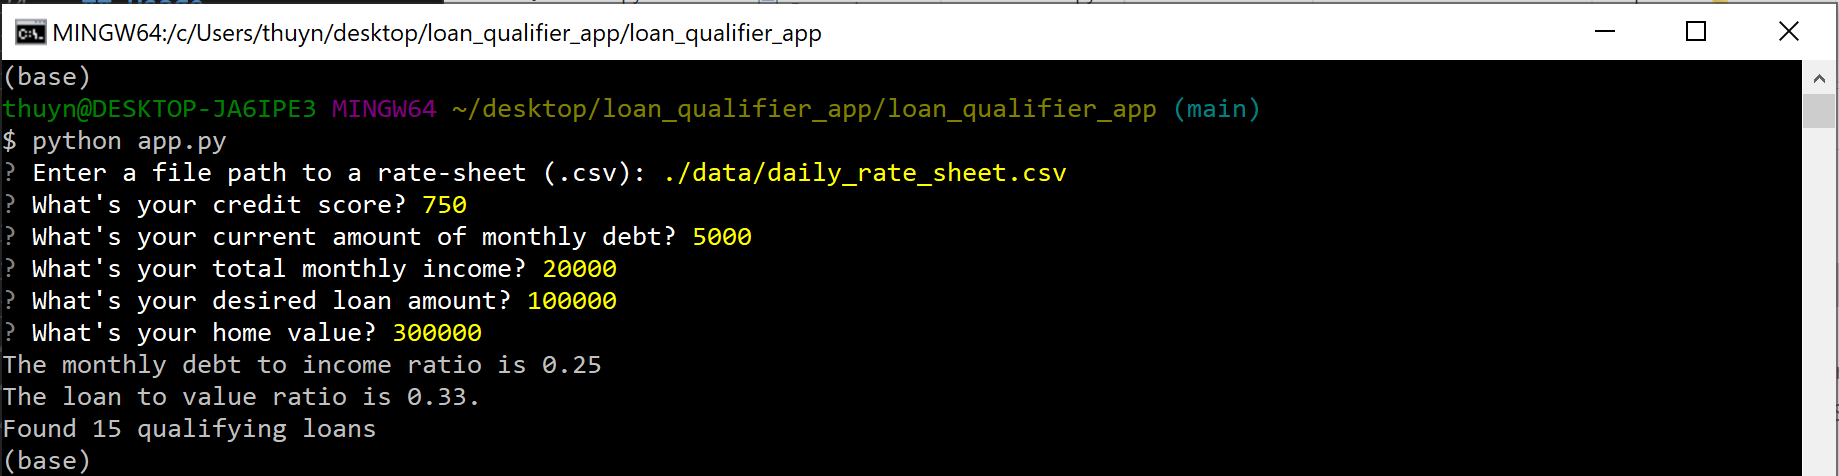 MINGW64:/c/Users/thuyn/desktop/loan_qualifier_app/loan_qualifier_app
(base)
thuyn@DESKTOP-JA6IPE3 MINGW64 ~/desktop/loan_qualifier_app/loan_qualifier_app (main)
$ python app.py
? Enter a file path to a rate-sheet (.csv): ./data/daily_rate_sheet.csv
? What's your credit score? 750
? What's your current amount of monthly debt? 5000
? What's your total monthly income? 20000
? What's your desired loan amount? 100000
? What's your home value? 300000
The monthly debt to income ratio is 0.25
The loan to value ratio is 0.33.
Found 15 qualifying loans
(base)